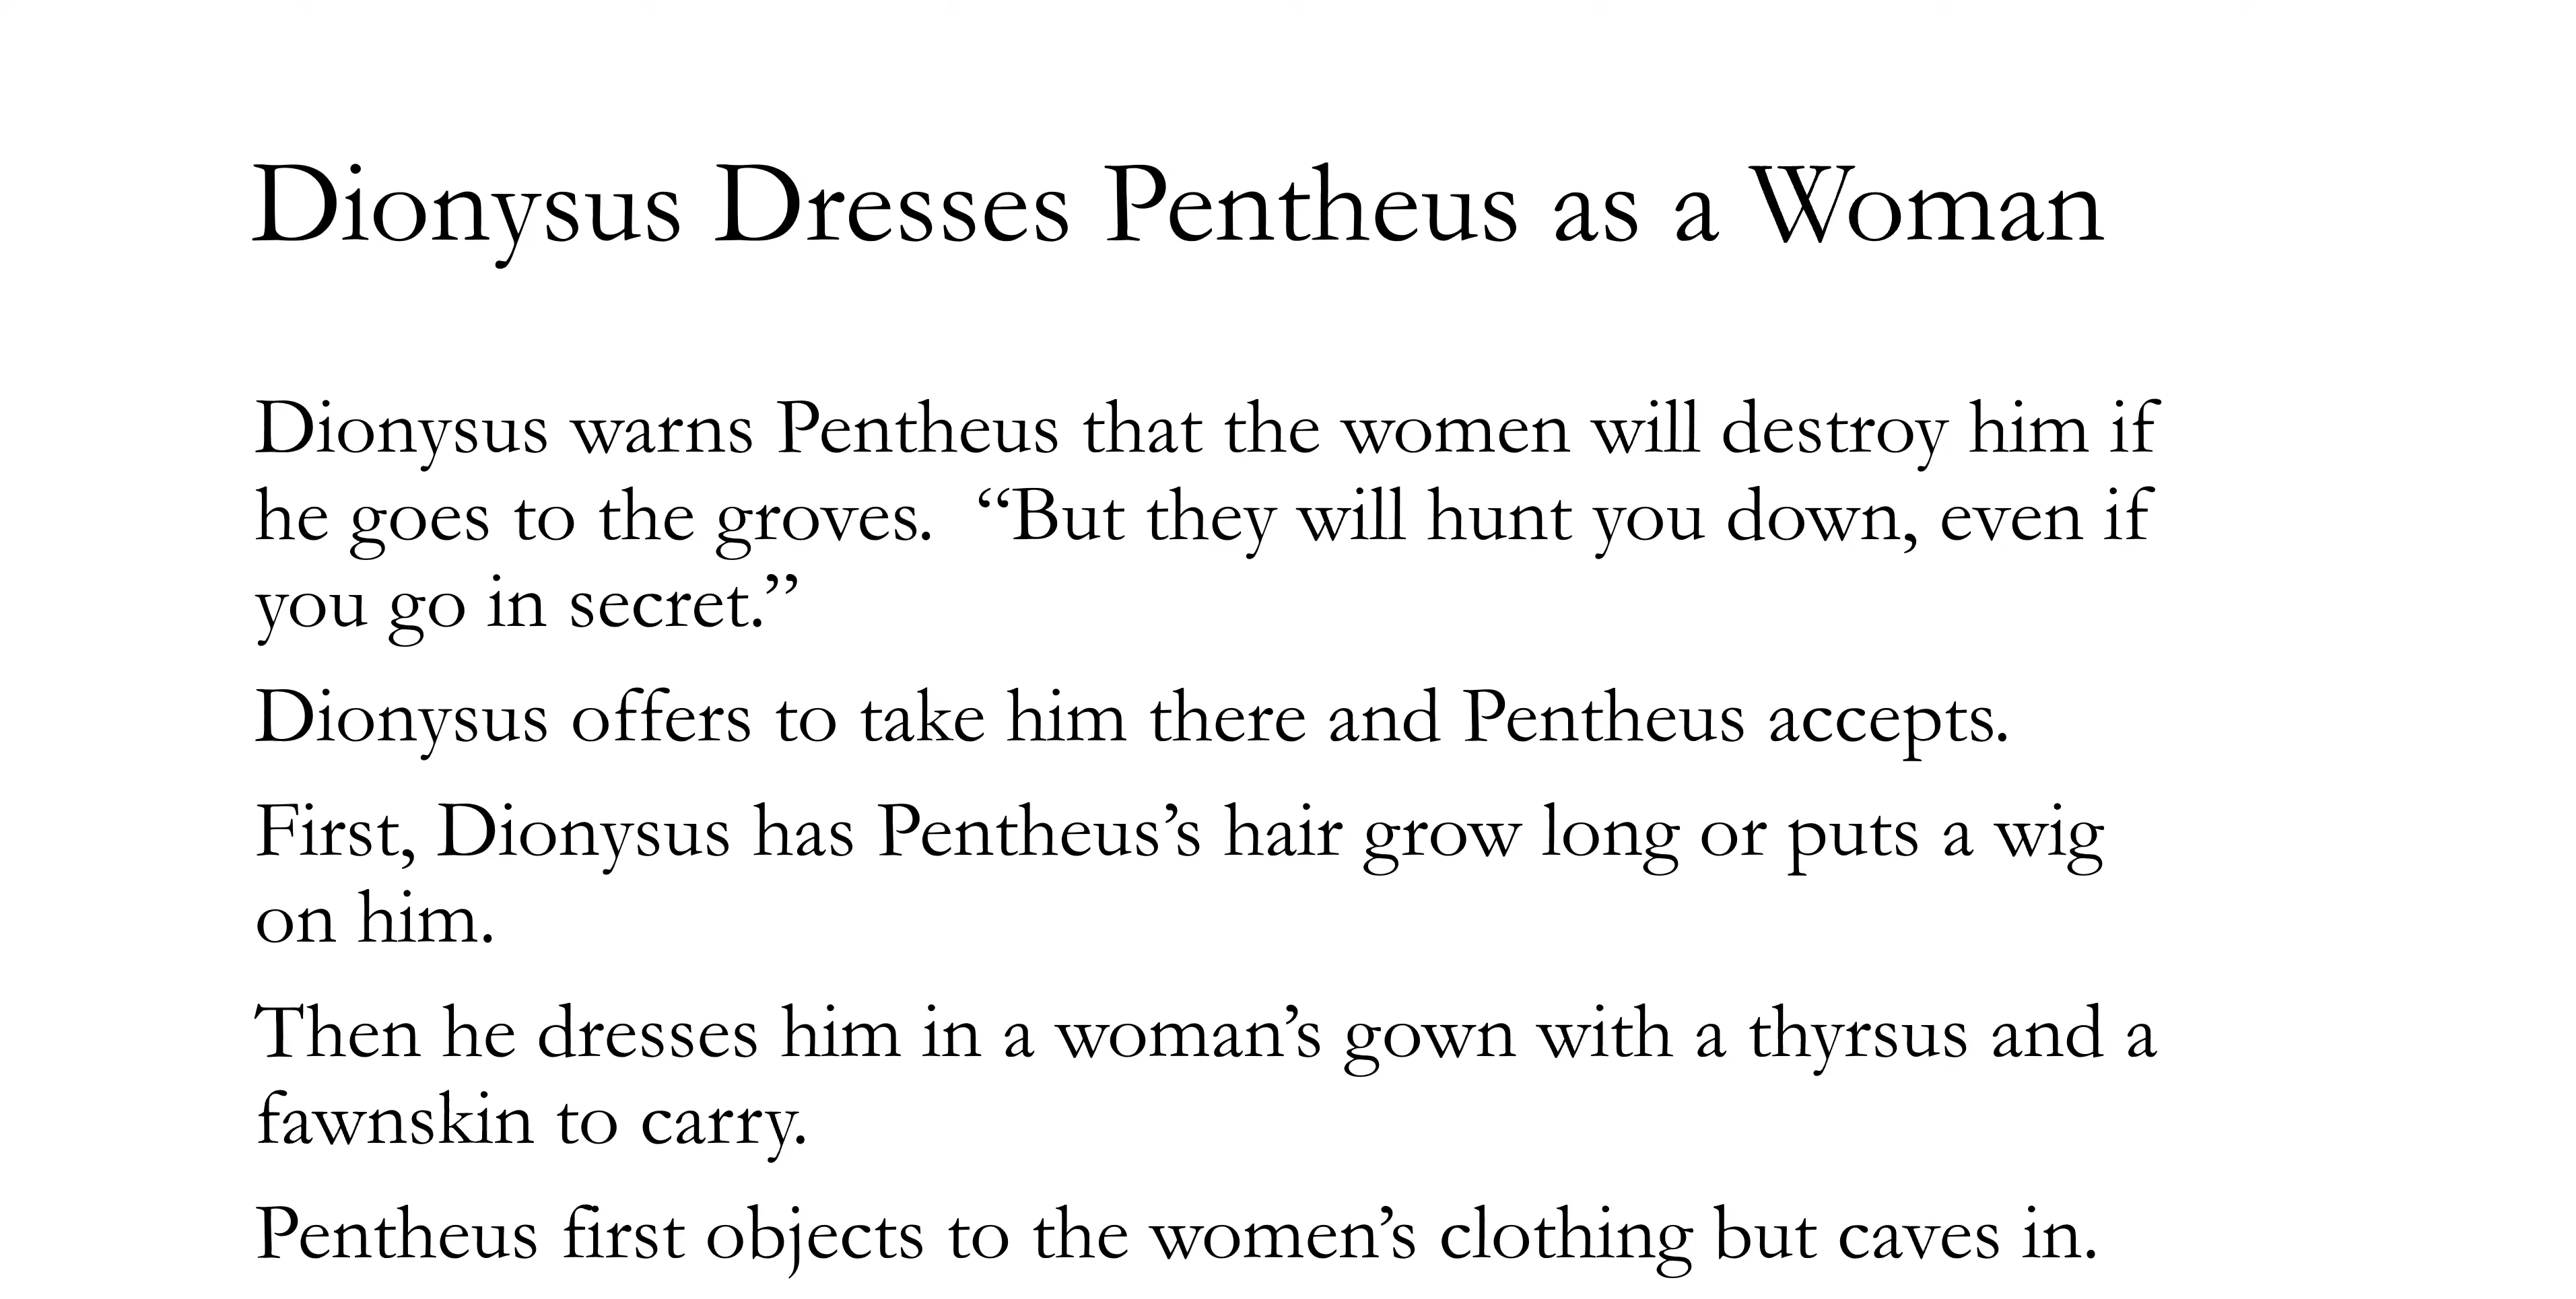 Dionysus Dresses Pentheus as a Woman
Dionysus warns Pentheus that the women will destroy him if
he goes to the groves.  “But they will hunt you down, even if
you go in secret.”
Dionysus offers to take him there and Pentheus accepts.
First, Dionysus has Pentheus’s hair grow long or puts a wig
on him.
Then he dresses him in a woman’s gown with a thyrsus and a
fawnskin to carry.
Pentheus first objects to the women’s clothing but caves in.